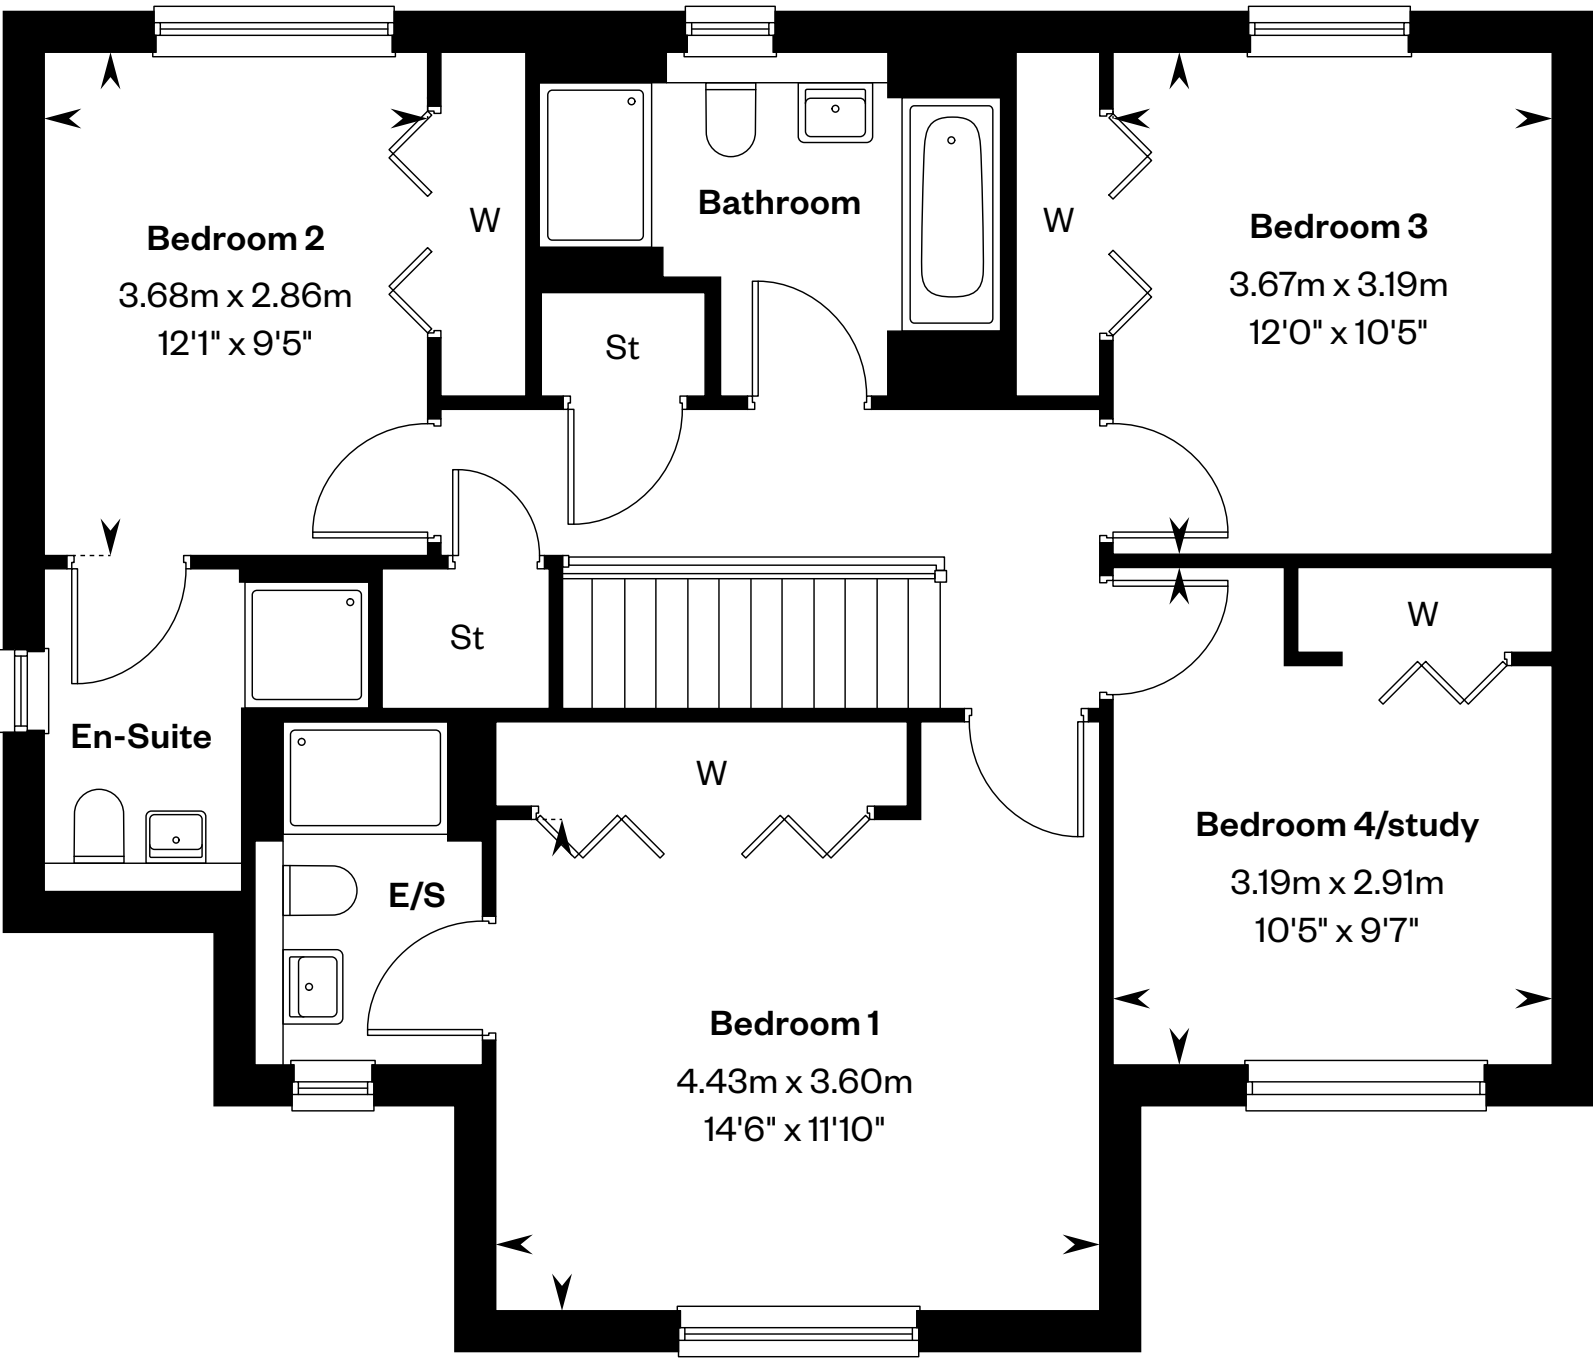 Bedroom 2
3.68m x 2.86m
12'1" x 9'5"
W
Bathroom
St
W
Bedroom 3
3.67m x 3.19m
12'0" x 10'5"
En-Suite
St
W
E/S
W
Bedroom 4/study
3.19m x 2.91m
10'5" x 9'7"
Bedroom 1
4.43m x 3.60m
14'6" x 11'10"